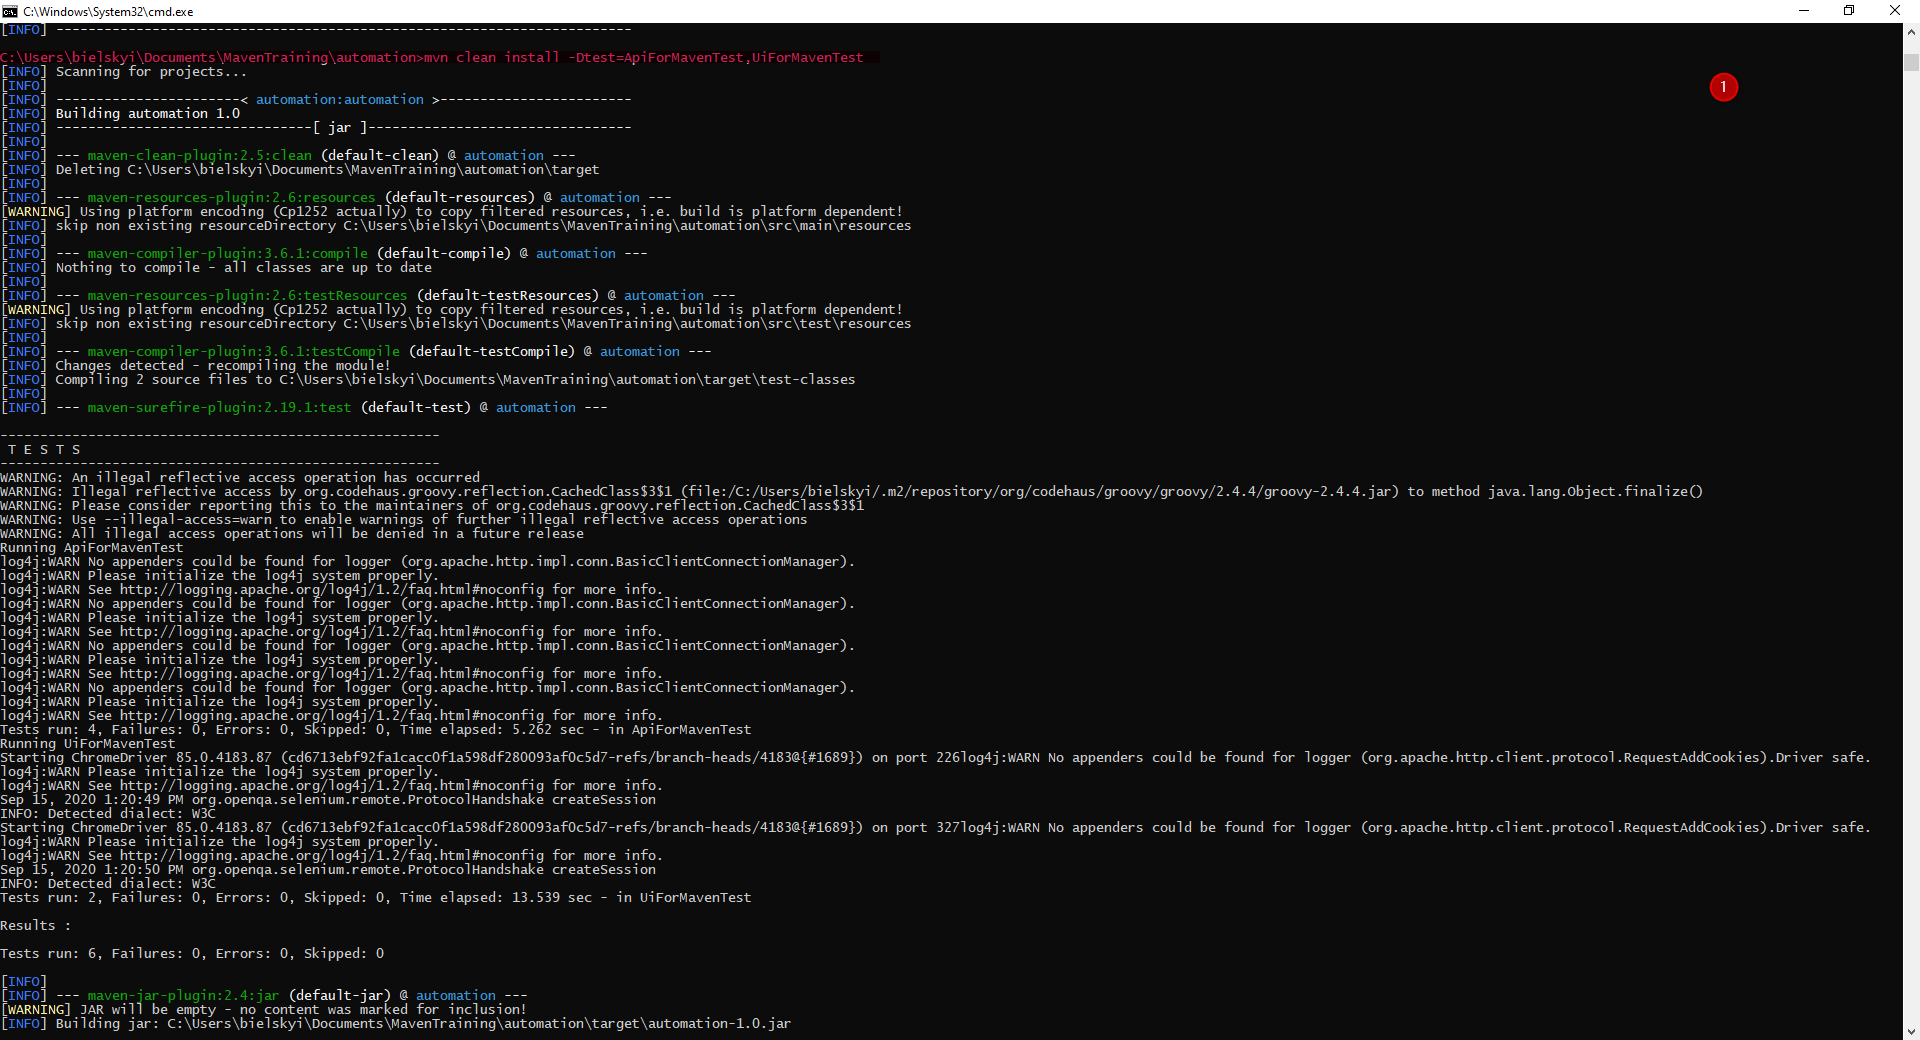 C:\Windows\System32\cmd.exe
[INFO] ------------------------------------------------------------------------
C:\Users\bielskyi\Documents\MavenTraining\automation>mvn clean install -Dtest=ApiForMavenTest,UiForMavenTest
[INFO] Scanning for projects...
1
[INFO]
[INFO] -----------------------< automation:automation >------------------------
[INFO] Building automation 1.0
[INFO] --------------------------------[ jar ]---------------------------------
[INFO]
[INFO] --- maven-clean-plugin:2.5:clean (default-clean) @ automation ---
[INFO] Deleting C:\Users\bielskyi\Documents\MavenTraining\automation\target
[INFO]
[INFO] --- maven-resources-plugin:2.6:resources (default-resources) @ automation ---
[WARNING] Using platform encoding (Cp1252 actually) to copy filtered resources, i.e. build is platform dependent!
[INFO] skip non existing resourceDirectory C:\Users\bielskyi\Documents\MavenTraining\automation\src\main\resources
[INFO]
[INFO] --- maven-compiler-plugin:3.6.1:compile (default-compile) @ automation ---
[INFO] Nothing to compile - all classes are up to date
[INFO]
[INFO] --- maven-resources-plugin:2.6:testResources (default-testResources) @ automation ---
[WARNING] Using platform encoding (Cp1252 actually) to copy filtered resources, i.e. build is platform dependent!
[INFO] skip non existing resourceDirectory C:\Users\bielskyi\Documents\MavenTraining\automation\src\test\resources
[INFO]
[INFO] --- maven-compiler-plugin:3.6.1:testCompile (default-testCompile) @ automation ---
[INFO] Changes detected - recompiling the module!
[INFO] Compiling 2 source files to C:\Users\bielskyi\Documents\MavenTraining\automation\target\test-classes
[INFO]
[INFO] --- maven-surefire-plugin:2.19.1:test (default-test) @ automation ---
-------------------------------------------------------
T E S T S
-------------------------------------------------------
WARNING: An illegal reflective access operation has occurred
WARNING: Illegal reflective access by org.codehaus.groovy.reflection.CachedClass$3$1 (file:/C:/Users/bielskyi/.m2/repository/org/codehaus/groovy/groovy/2.4.4/groovy-2.4.4.jar) to method java.lang.Object.finalize()
WARNING: Please consider reporting this to the maintainers of org.codehaus.groovy.reflection.CachedClass$3$1
WARNING: Use --illegal-access=warn to enable warnings of further illegal reflective access operations
WARNING: All illegal access operations will be denied in a future release
Running ApiForMavenTest
log4j:WARN No appenders could be found for logger (org.apache.http.impl.conn.BasicClientConnectionManager).
log4j:WARN Please initialize the log4j system properly.
log4j:WARN See http://logging.apache.org/log4j/1.2/faq.html#noconfig for more info.
log4j:WARN No appenders could be found for logger (org.apache.http.impl.conn.BasicClientConnectionManager).
log4j:WARN Please initialize the log4j system properly.
log4j:WARN See http://logging.apache.org/log4j/1.2/faq.html#noconfig for more info.
log4j:WARN No appenders could be found for logger (org.apache.http.impl.conn.BasicClientConnectionManager).
log4j:WARN Please initialize the log4j system properly.
log4j:WARN See http://logging.apache.org/log4j/1.2/faq.html#noconfig for more info.
log4j:WARN No appenders could be found for logger (org.apache.http.impl.conn.BasicClientConnectionManager).
log4j:WARN Please initialize the log4j system properly.
log4j:WARN See http://logging.apache.org/log4j/1.2/faq.html#noconfig for more info.
Tests run: 4, Failures: 0, Errors: 0, Skipped: 0, Time elapsed: 5.262 sec - in ApiForMavenTest
Running UiForMavenTest
Starting ChromeDriver 85.0.4183.87 (cd6713ebf92fa1cacc0f1a598df280093af0c5d7-refs/branch-heads/4183@{#1689}) on port 226log4j:WARN No appenders could be found for logger (org.apache.http.client.protocol.RequestAddCookies).Driver safe.
log4j:WARN Please initialize the log4j system properly.
log4j:WARN See http://logging.apache.org/log4j/1.2/faq.html#noconfig for more info.
Sep 15, 2020 1:20:49 PM org.openqa.selenium.remote.ProtocolHandshake createSession
INFO: Detected dialect: W3C
Starting ChromeDriver 85.0.4183.87 (cd6713ebf92fa1cacc0f1a598df280093af0c5d7-refs/branch-heads/4183@{#1689}) on port 327log4j:WARN No appenders could be found for logger (org.apache.http.client.protocol.RequestAddCookies).Driver safe.
log4j:WARN Please initialize the log4j system properly.
log4j:WARN See http://logging.apache.org/log4j/1.2/faq.html#noconfig for more info.
Sep 15, 2020 1:20:50 PM org.openqa.selenium.remote.ProtocolHandshake createSession
INFO: Detected dialect: W3C
Tests run: 2, Failures: 0, Errors: 0, Skipped: 0, Time elapsed: 13.539 sec - in UiForMavenTest
Results :
Tests run: 6, Failures: 0, Errors: 0, Skipped: 0
[INFO]
[INFO] --- maven-jar-plugin:2.4:jar (default-jar) @ automation ---
[WARNING] JAR will be empty - no content was marked for inclusion!
[INFO] Building jar: C:\Users\bielskyi\Documents\MavenTraining\automation\target\automation-1.0.jar